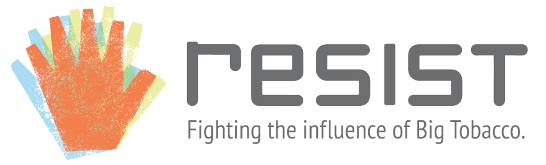 resist
Fighting the influence of Big Tobacco.